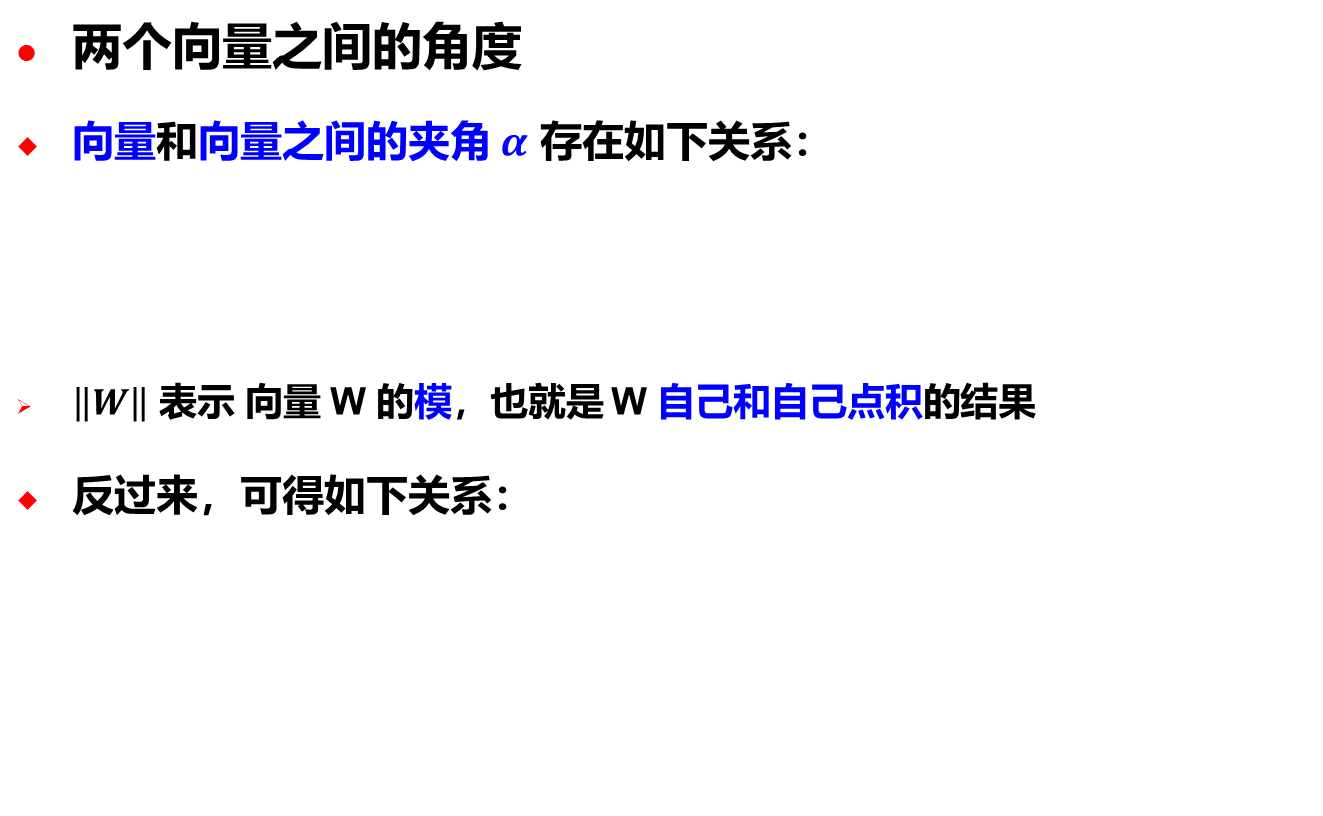 两个向量之间的角度
向量和向量之间的夹角 α 存在如下关系：
‖W‖ 表示 向量 W 的模，也就是 W 自己和自己点积的结果
反过来，可得如下关系：